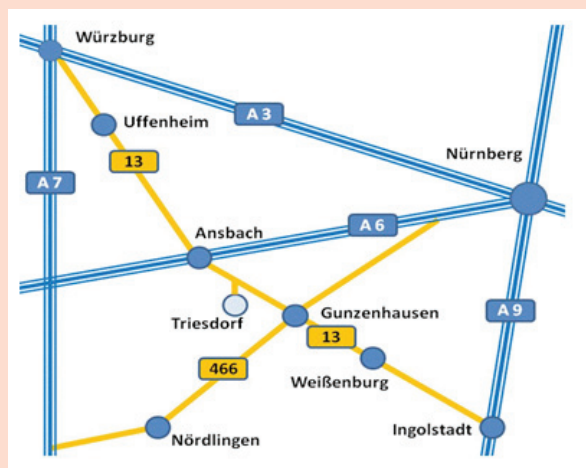 Würzburg
Uffenheim
A 3
13
Nürnberg
A 7
Ansbach
A 6
Triesdorf
Gunzenhausen
A 9
13
466
Weißenburg
Nördlingen
Ingolstadt